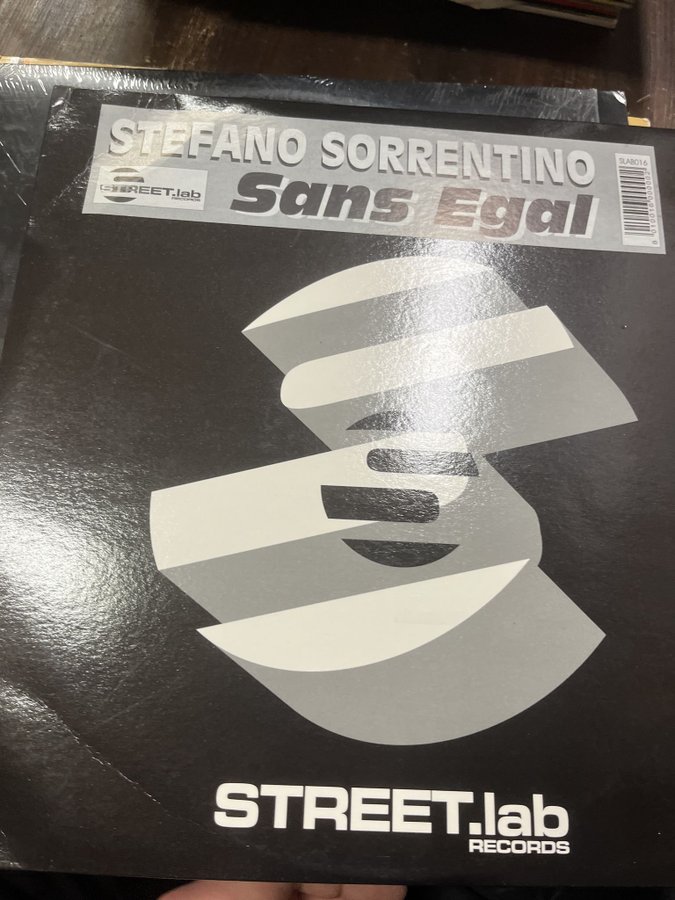 STEFANO SORRENTINO
SLAB016
STREET.lab
RECORDS
Sans Egal
STREET.lab
RECORDS